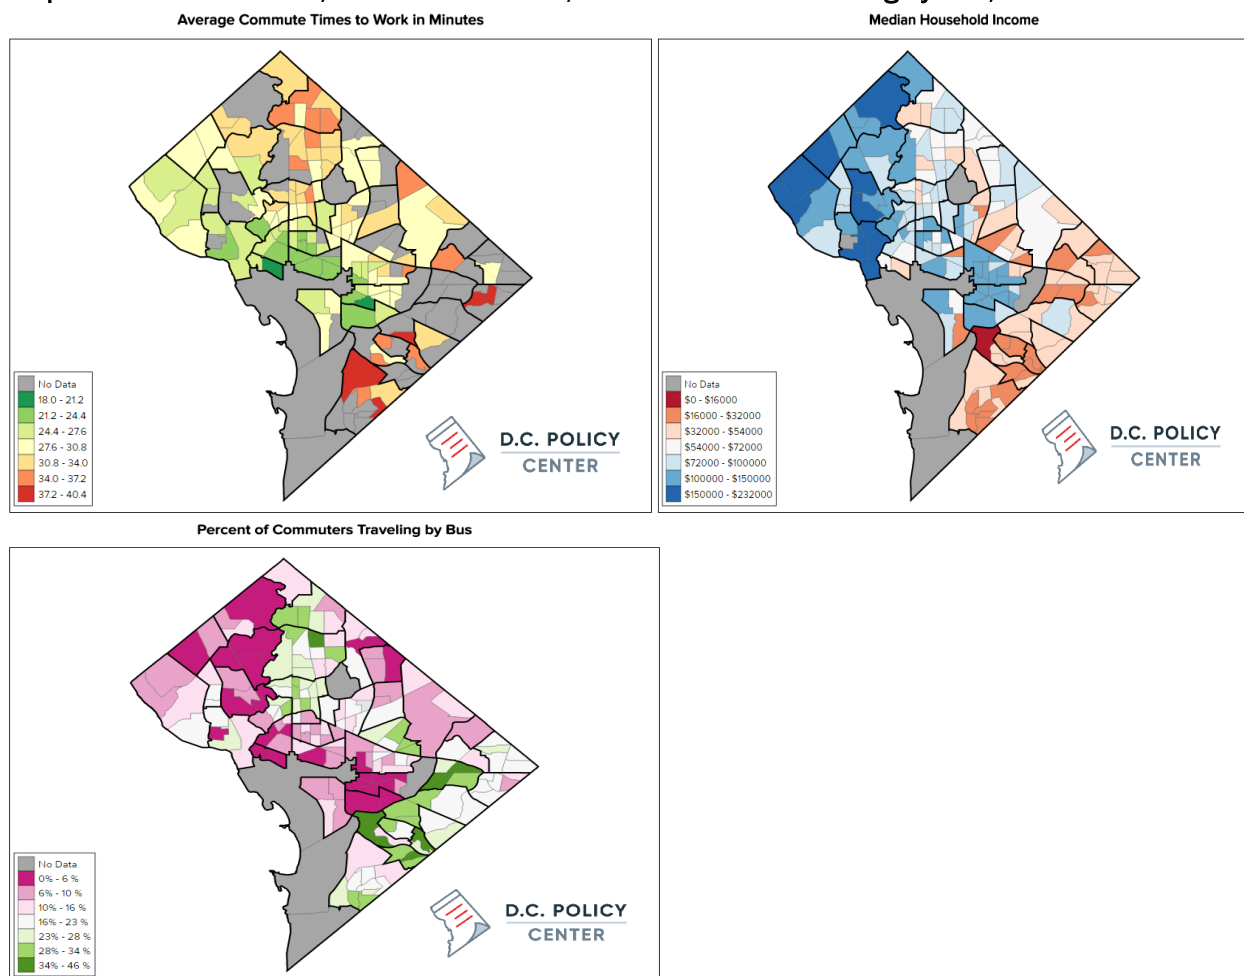 Average Commute Times to Work in Minutes
No Data
18.0 - 21.2
21.2 - 24.4
24.4 - 27.6
27.6 - 30.8
30.8 - 34.0
34.0 - 37.2
37.2 - 40.4
D.C. POLICY
CENTER
Median Household Income
No Data
$0 - $16000
$16000 - $32000
$32000 - $54000
$54000 - $72000
$72000 - $100000
$100000 - $150000
$150000 - $232000
D.C. POLICY
CENTER
Percent of Commuters Traveling by Bus
No Data
0% - 6 %
6% - 10 %
10% - 16 %
16% - 23 %
23% - 28 %
28% - 34 %
34% - 46 %
D.C. POLICY
CENTER